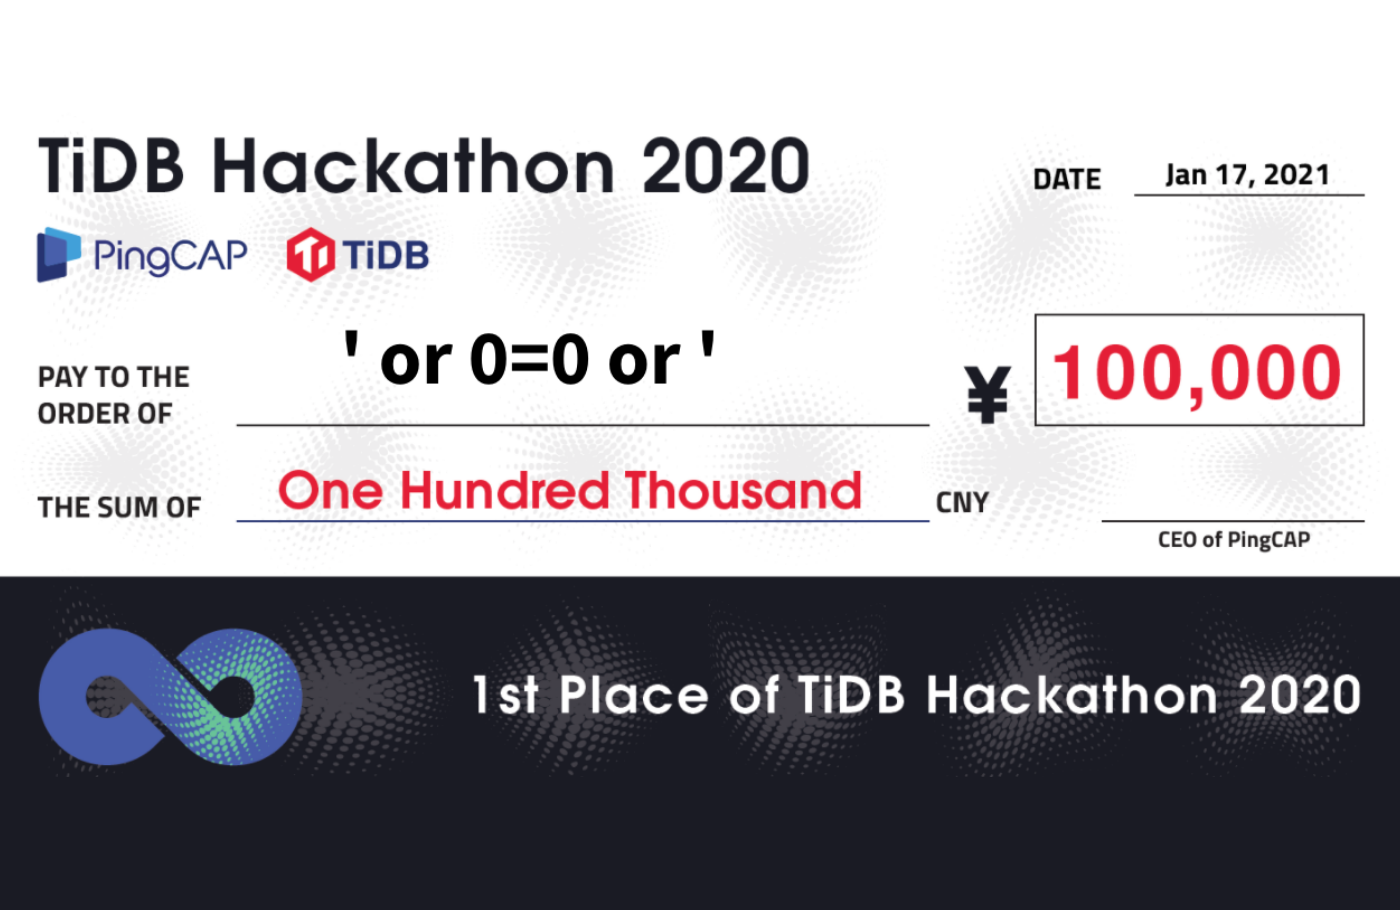 TiDB Hackathon 2020
DATE Jan 17, 2021
PingCAP TiDB
' or 0=0 or '
PAY TO THE
ORDER OF
¥ 100,000
THE SUM OF One Hundred Thousand CNY
CEO of PingCAP
1st Place of TiDB Hackathon 2020